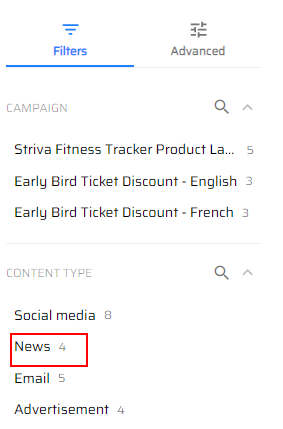 Filters Advanced
CAMPAIGN
Striva Fitness Tracker Product La... 5
Early Bird Ticket Discount - English 3
Early Bird Ticket Discount - French 3
CONTENT TYPE
Social media 8
News 4
Email 5
Advertisement 4